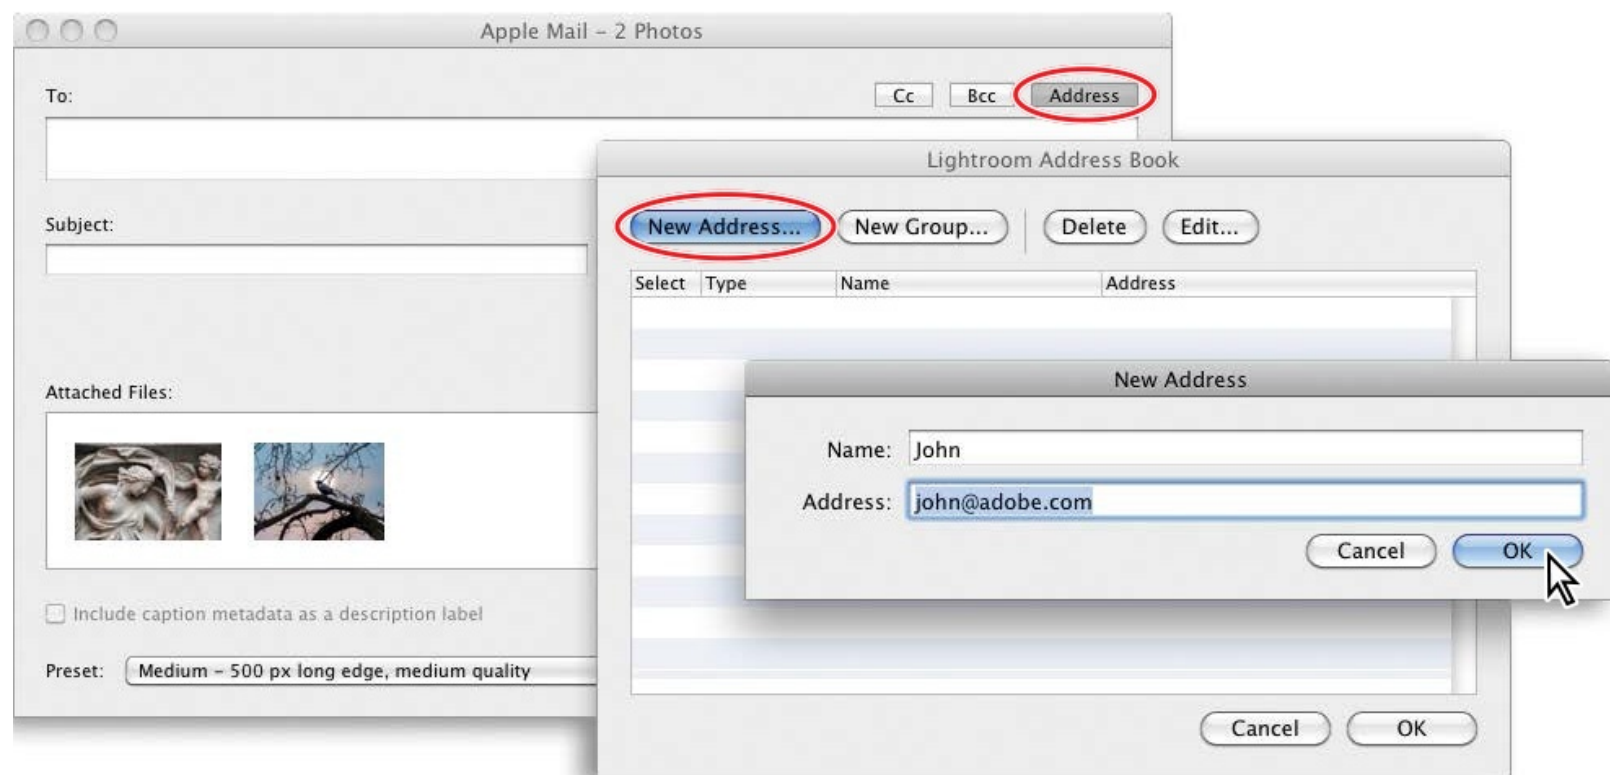 Apple Mail – 2 Photos
To:
Cc Bcc Address
Lightroom Address Book
New Address... New Group... Delete Edit...
Subject:
Select Type Name Address
New Address
Attached Files:
Name: John
Address: john@adobe.com
Cancel OK
Include caption metadata as a description label
Preset: Medium – 500 px long edge, medium quality
Cancel OK